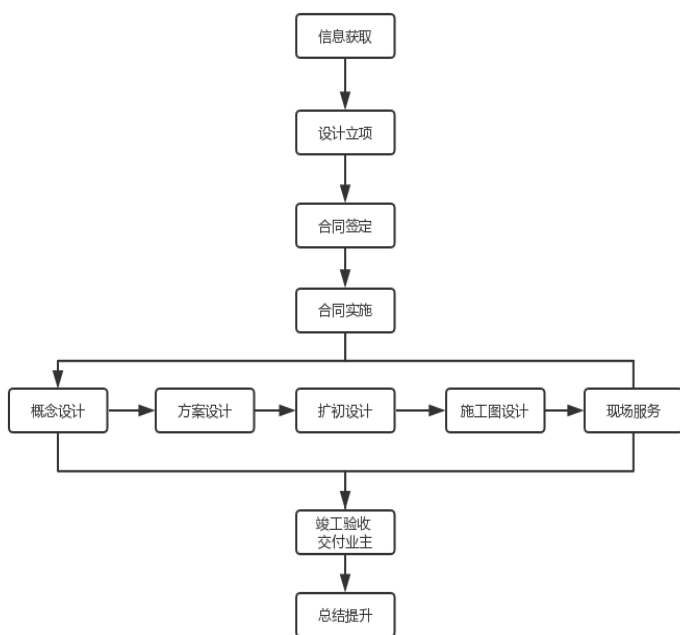 信息获取
设计立项
合同签定
合同实施
概念设计
方案设计
扩初设计
施工图设计
现场服务
竣工验收
交付业主
总结提升